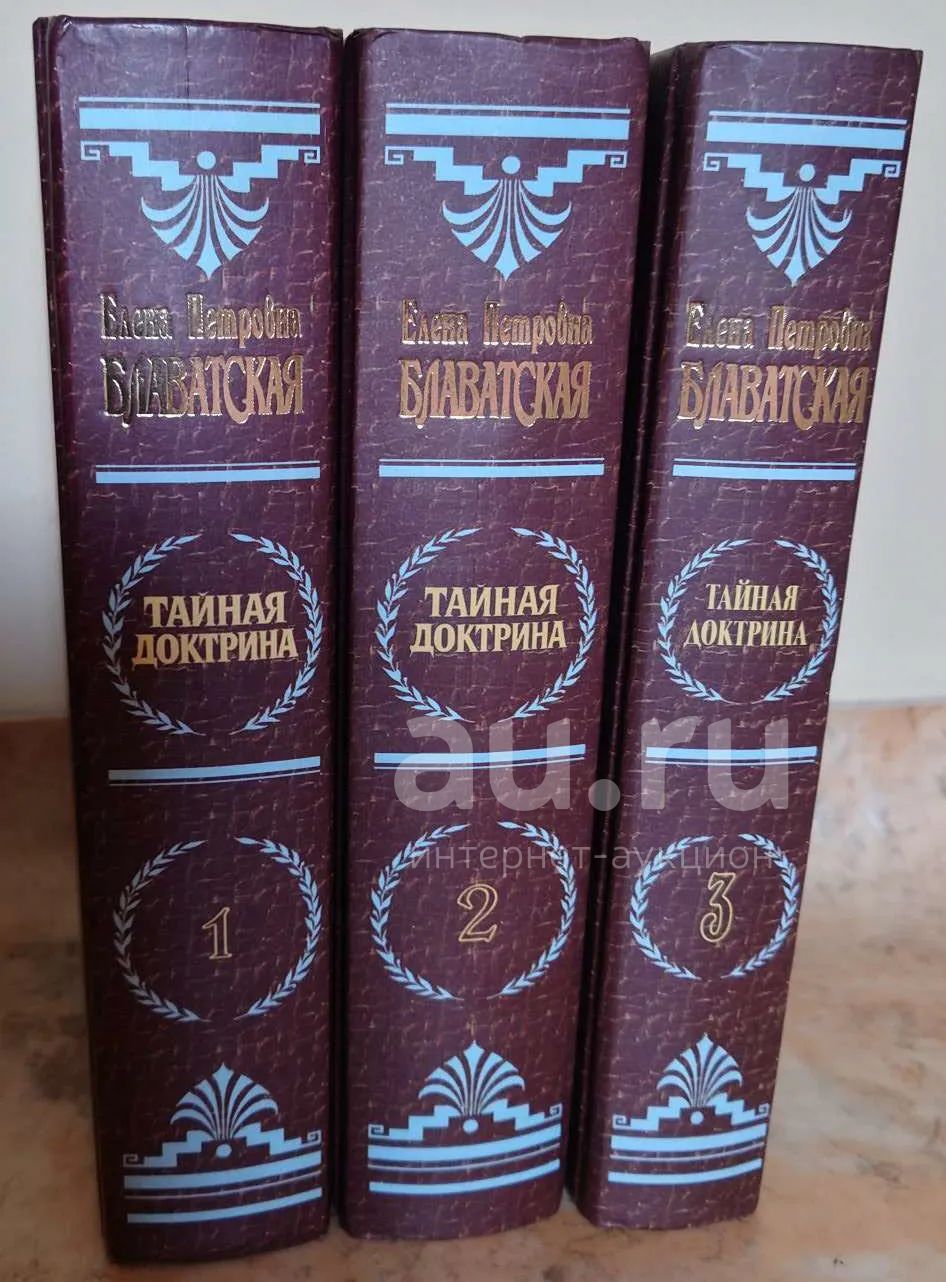 Елена Петровна
БЛАВАТСКАЯ
ТАЙНАЯ
ДОКТРИНА
1
Елена Петровна
БЛАВАТСКАЯ
ТАЙНАЯ
ДОКТРИНА
2
Елена Петровна
БЛАВАТСКАЯ
ТАЙНАЯ
ДОКТРИНА
3
au.ru
интернет-аукцион